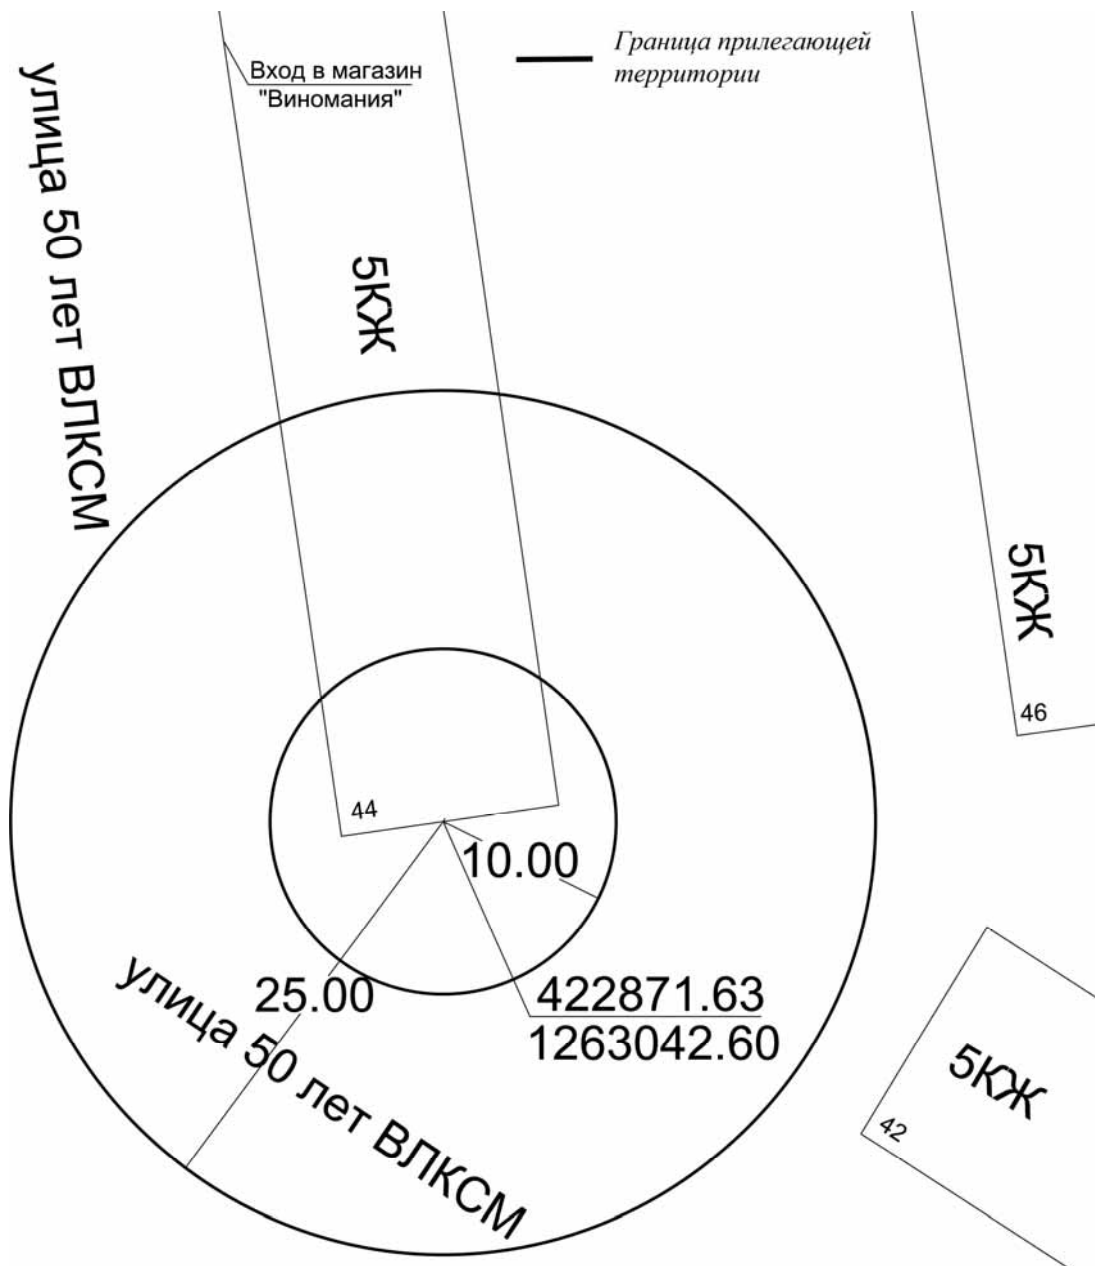 Граница прилегающей
территории
Вход в магазин
"Виномания"
улица 50 лет ВЛКСМ
5КЖ
5КЖ
46
44
10.00
25.00
422871.63
1263042.60
улица 50 лет ВЛКСМ
5КЖ
42